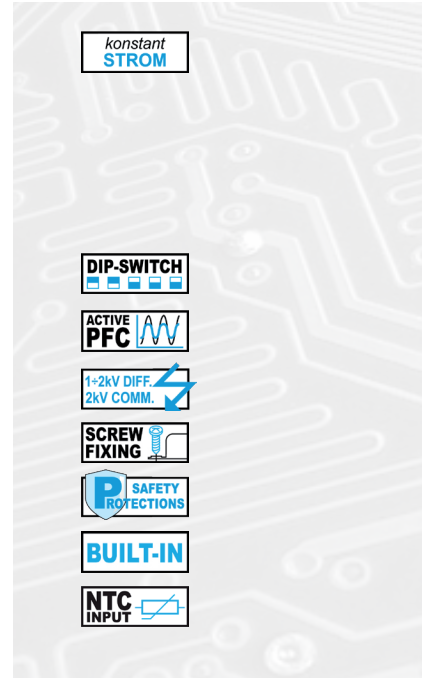 konstant
STROM
DIP-SWITCH
ACTIVE
PFC
1÷2kV DIFF.
2kV COMM.
SCREW
FIXING
SAFETY
PROTECTIONS
BUILT-IN
NTC
INPUT